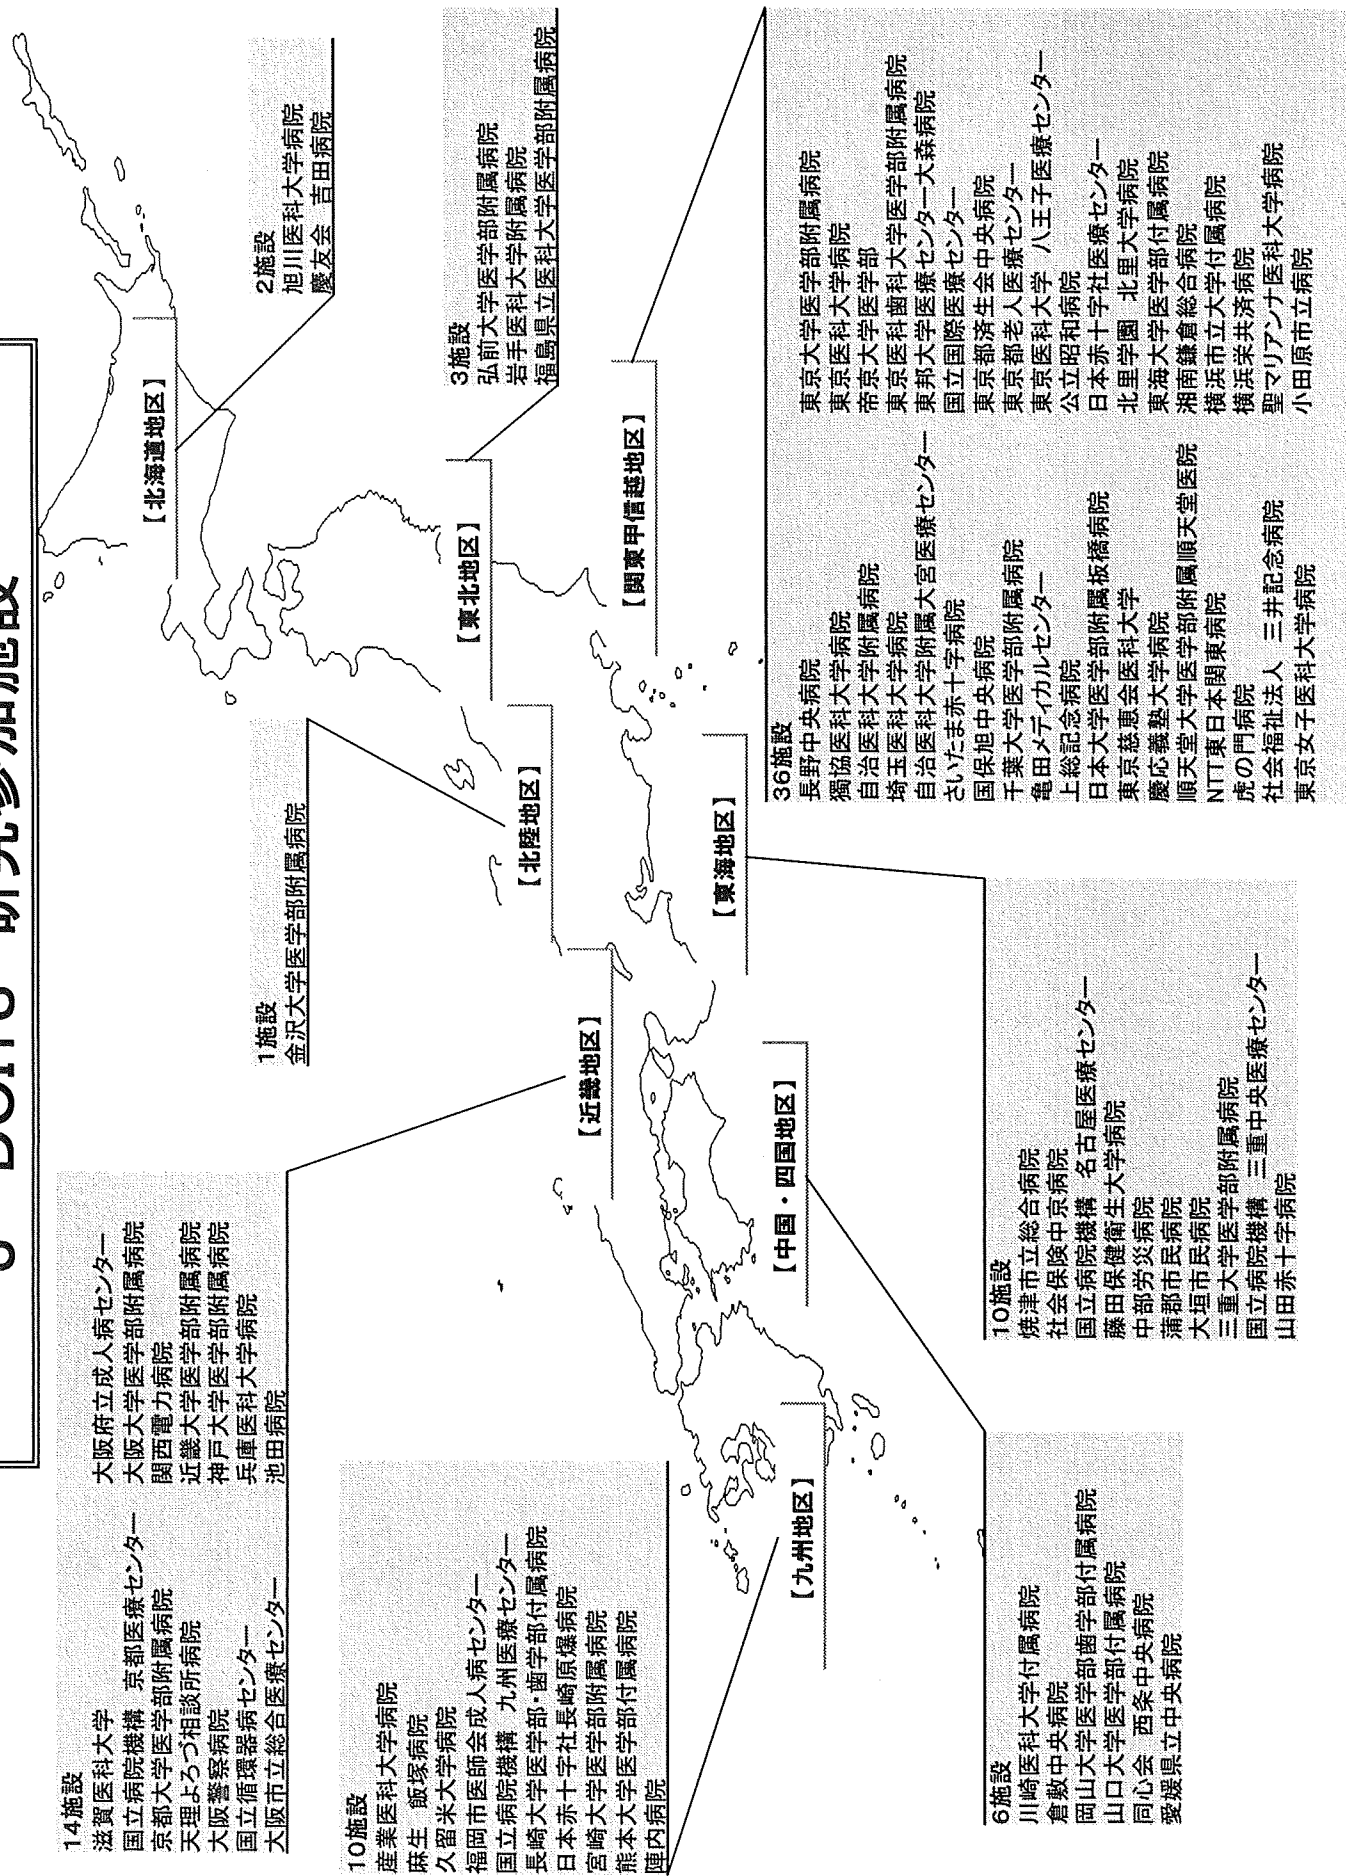 J-DOIT3 研究参加施設
【北海道地区】
2施設
旭川医科大学病院
慶友会 吉田病院
【東北地区】
3施設
弘前大学医学部附属病院
岩手医科大学附属病院
福島県立医科大学医学部附属病院
【関東甲信越地区】
36施設
長野中央病院
獨協医科大学病院
自治医科大学附属病院
埼玉医科大学病院
自治医科大学附属大宮医療センター
さいたま赤十字病院
国保旭中央病院
千葉大学医学部附属病院
亀田メディカルセンター
上総記念病院
日本大学医学部附属板橋病院
東京慈恵会医科大学
慶応義塾大学病院
順天堂大学医学部附属順天堂医院
NTT東日本関東病院
虎の門病院
社会福祉法人 三井記念病院
東京女子医科大学病院
東京大学医学部附属病院
東京医科大学病院
帝京大学医学部
東京医科歯科大学医学部附属病院
東邦大学医療センター大森病院
国立国際医療センター
東京都済生会中央病院
東京都老人医療センター
東京医科大学 八王子医療センター
公立昭和病院
日本赤十字社医療センター
北里学園 北里大学病院
東海大学医学部付属病院
湘南鎌倉総合病院
横浜市立大学付属病院
横浜栄共済病院
聖マリアンナ医科大学病院
小田原市立病院
【北陸地区】
1施設
金沢大学医学部附属病院
【東海地区】
10施設
焼津市立総合病院
社会保険中京病院
国立病院機構 名古屋医療センター
藤田保健衛生大学病院
中部労災病院
蒲郡市民病院
大垣市民病院
三重大学医学部附属病院
国立病院機構 三重中央医療センター
山田赤十字病院
【近畿地区】
14施設
滋賀医科大学
国立病院機構 京都医療センター
京都大学医学部附属病院
天理よろづ相談所病院
大阪警察病院
国立循環器病センター
大阪市立総合医療センター
大阪府立成人病センター
大阪大学医学部附属病院
関西電力病院
近畿大学医学部附属病院
神戸大学医学部附属病院
兵庫医科大学病院
池田病院
【中国・四国地区】
6施設
川崎医科大学付属病院
倉敷中央病院
岡山大学医学部歯学部付属病院
山口大学医学部付属病院
同心会 西条中央病院
愛媛県立中央病院
【九州地区】
10施設
産業医科大学病院
麻生 飯塚病院
久留米大学病院
福岡市医師会成人病センター
国立病院機構 九州医療センター
長崎大学医学部・歯学部付属病院
日本赤十字社長崎原爆病院
宮崎大学医学部附属病院
熊本大学医学部付属病院
陣内病院